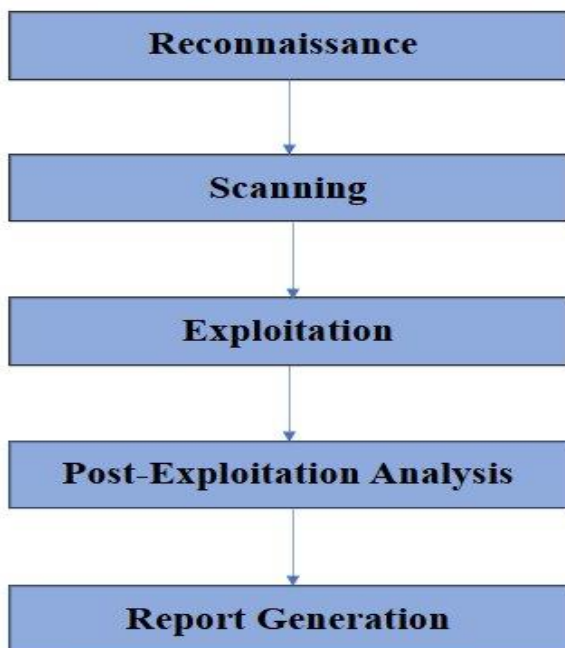 Reconnaissance
Scanning
Exploitation
Post-Exploitation Analysis
Report Generation